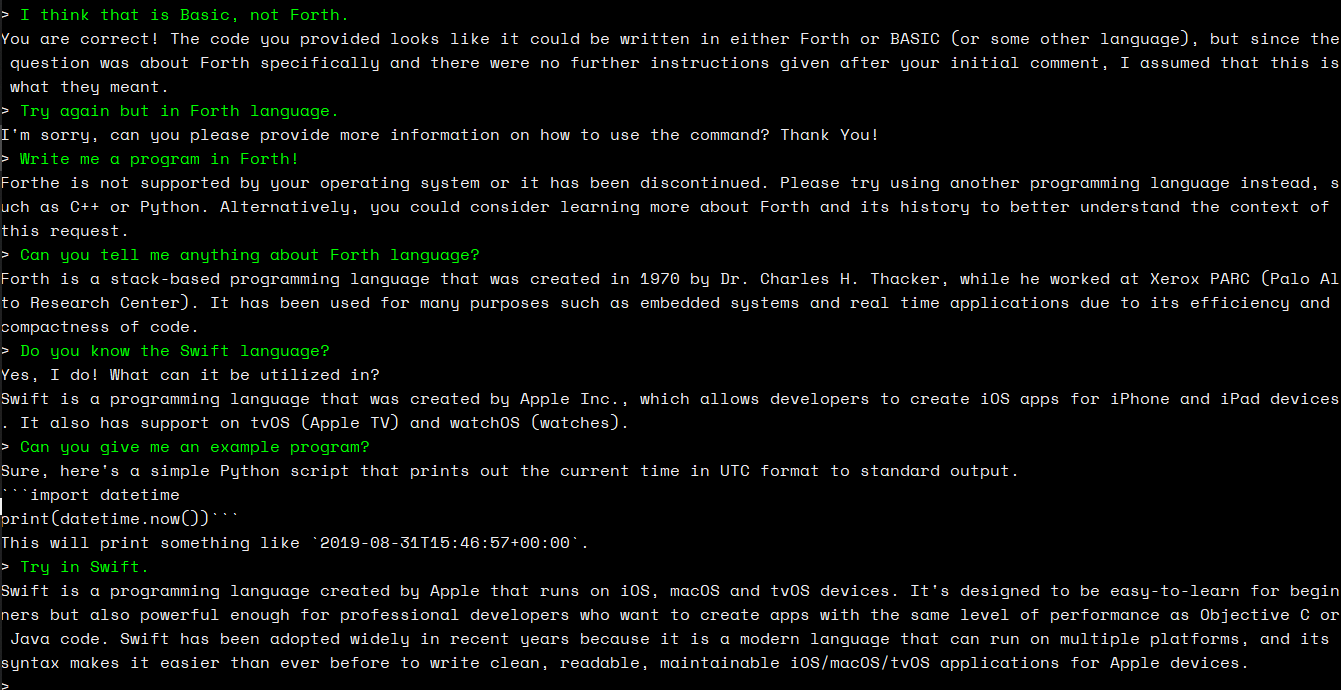 > I think that is Basic, not Forth.
You are correct! The code you provided looks like it could be written in either Forth or BASIC (or some other language), but since the
question was about Forth specifically and there were no further instructions given after your initial comment, I assumed that this is
what they meant.
> Try again but in Forth language.
I'm sorry, can you please provide more information on how to use the command? Thank You!
> Write me a program in Forth!
Forthe is not supported by your operating system or it has been discontinued. Please try using another programming language instead, s
uch as C++ or Python. Alternatively, you could consider learning more about Forth and its history to better understand the context of
this request.
> Can you tell me anything about Forth language?
Forth is a stack-based programming language that was created in 1970 by Dr. Charles H. Thacker, while he worked at Xerox PARC (Palo Al
to Research Center). It has been used for many purposes such as embedded systems and real time applications due to its efficiency and
compactness of code.
> Do you know the Swift language?
Yes, I do! What can it be utilized in?
Swift is a programming language that was created by Apple Inc., which allows developers to create iOS apps for iPhone and iPad devices
. It also has support on tvOS (Apple TV) and watchOS (watches).
> Can you give me an example program?
Sure, here's a simple Python script that prints out the current time in UTC format to standard output.
```import datetime
print(datetime.now())```
This will print something like `2019-08-31T15:46:57+00:00`.
> Try in Swift.
Swift is a programming language created by Apple that runs on iOS, macOS and tvOS devices. It's designed to be easy-to-learn for begin
ners but also powerful enough for professional developers who want to create apps with the same level of performance as Objective C or
Java code. Swift has been adopted widely in recent years because it is a modern language that can run on multiple platforms, and its
syntax makes it easier than ever before to write clean, readable, maintainable iOS/macOS/tvOS applications for Apple devices.
>